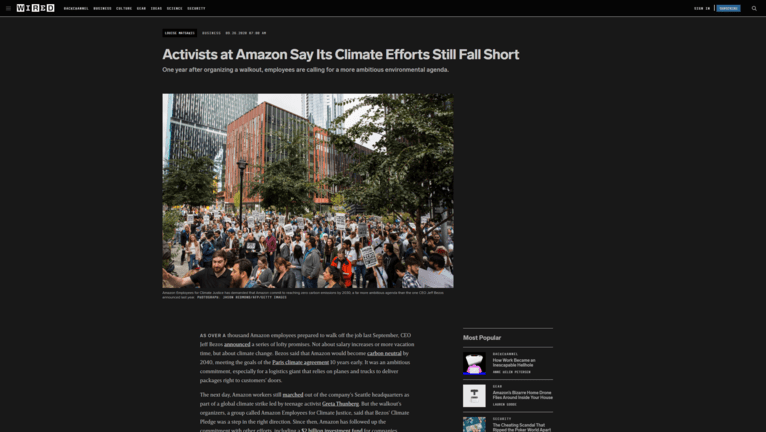 WIRED
BACKCHANNEL BUSINESS CULTURE GEAR IDEAS SCIENCE SECURITY
SIGN IN
SUBSCRIBE
LOUISE MATSAKIS
BUSINESS
09.25.2020 07:00 AM
Activists at Amazon Say Its Climate Efforts Still Fall Short
One year after organizing a walkout, employees are calling for a more ambitious environmental agenda.
Amazon Employees for Climate Justice has demanded that Amazon commit to reaching zero carbon emissions by 2030, a far more ambitious agenda than the one CEO Jeff Bezos
announced last year. PHOTOGRAPH: JASON REDMOND/AFP/GETTY IMAGES
AS OVER A thousand Amazon employees prepared to walk off the job last September, CEO
Jeff Bezos announced a series of lofty promises. Not about salary increases or more vacation
time, but about climate change. Bezos said that Amazon would become carbon neutral by
2040, meeting the goals of the Paris climate agreement 10 years early. It was an ambitious
commitment, especially for a logistics giant that relies on planes and trucks to deliver
packages right to customers' doors.
The next day, Amazon workers still marched out of the company's Seattle headquarters as
part of a global climate strike led by teenage activist Greta Thunberg. But the walkout's
organizers, a group called Amazon Employees for Climate Justice, said that Bezos' Climate
Pledge was a step in the right direction. Since then, Amazon has followed up the
commitment with other efforts, including a $2 billion investment fund for companies
Most Popular
BACKCHANNEL
How Work Became an
Inescapable Hellhole
ANNE HELEN PETERSEN
GEAR
Amazon's Bizarre Home Drone
Flies Around Inside Your House
LAUREN GOODE
SECURITY
The Cheating Scandal That
Ripped the Poker World Apart